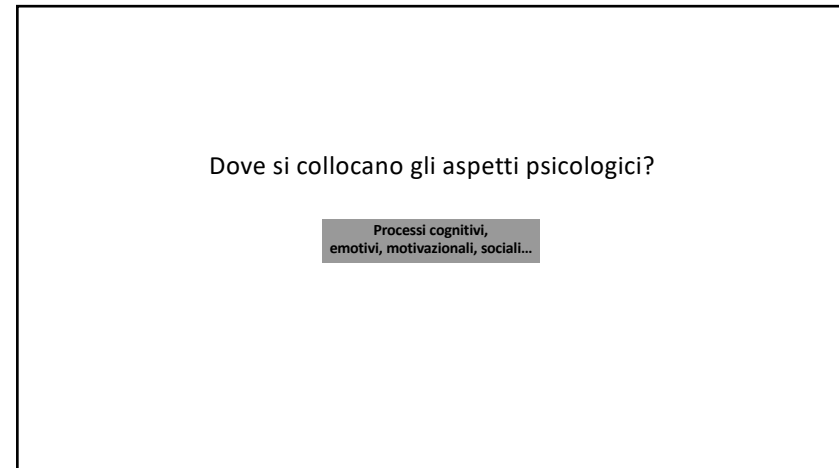 Dove si collocano gli aspetti psicologici?
Processi cognitivi,
emotivi, motivazionali, sociali…